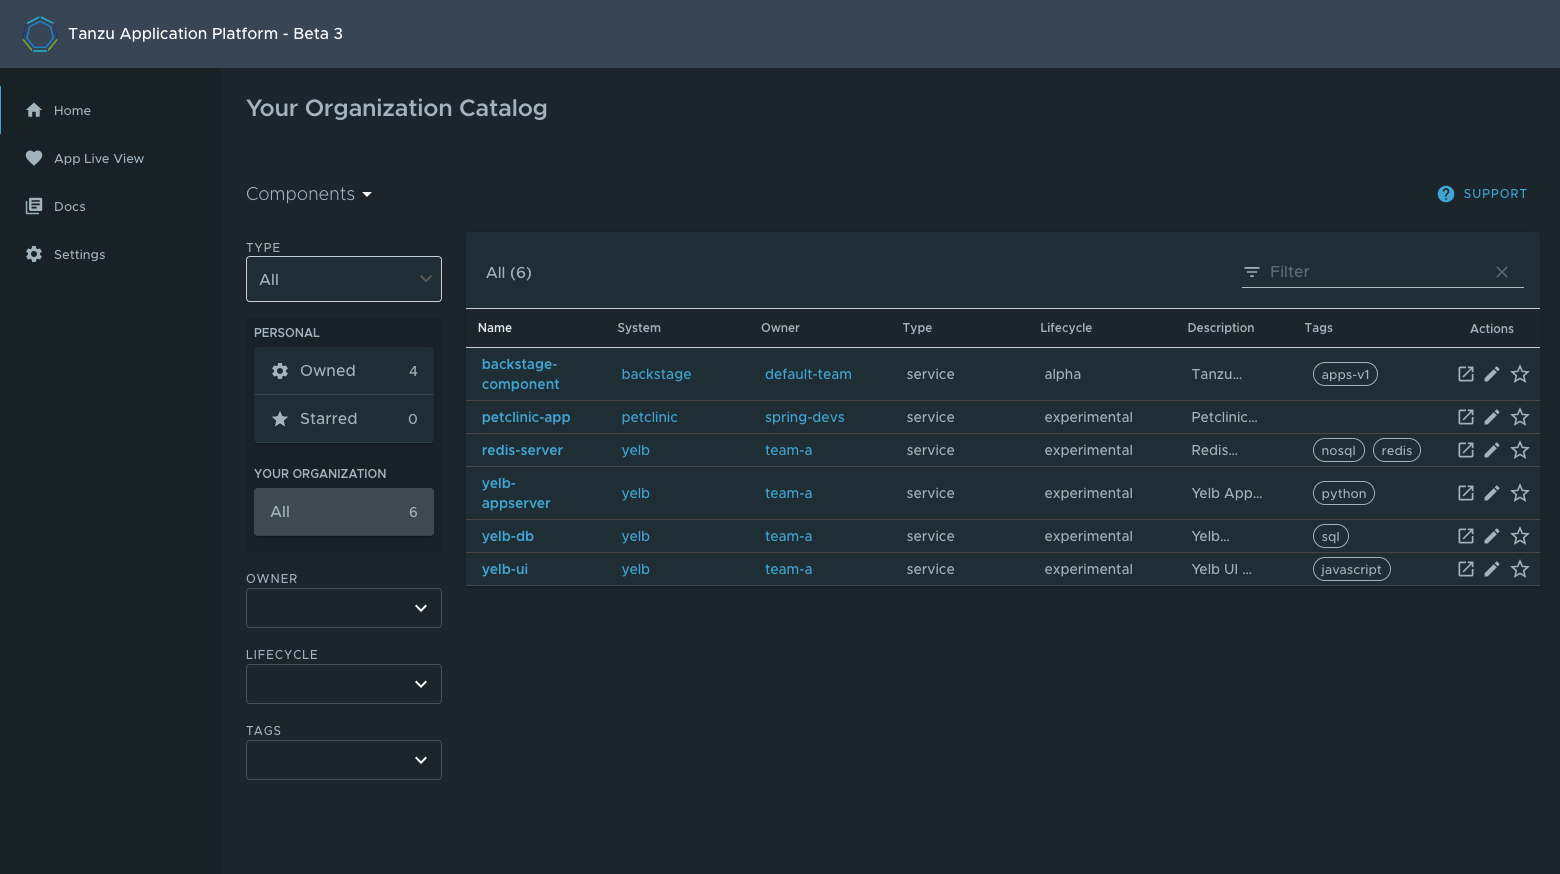 Tanzu Application Platform - Beta 3
Home
App Live View
Docs
Settings
Your Organization Catalog
Components
SUPPORT
TYPE
All
PERSONAL
Owned 4
Starred 0
YOUR ORGANIZATION
All 6
OWNER
LIFECYCLE
TAGS
All (6)
Filter
Name System Owner Type Lifecycle Description Tags Actions
backstage-
component backstage default-team service alpha Tanzu... apps-v1
petclinic-app petclinic spring-devs service experimental Petclinic...
redis-server yelb team-a service experimental Redis... nosql redis
yelb-
appserver yelb team-a service experimental Yelb App... python
yelb-db yelb team-a service experimental Yelb... sql
yelb-ui yelb team-a service experimental Yelb UI ... javascript